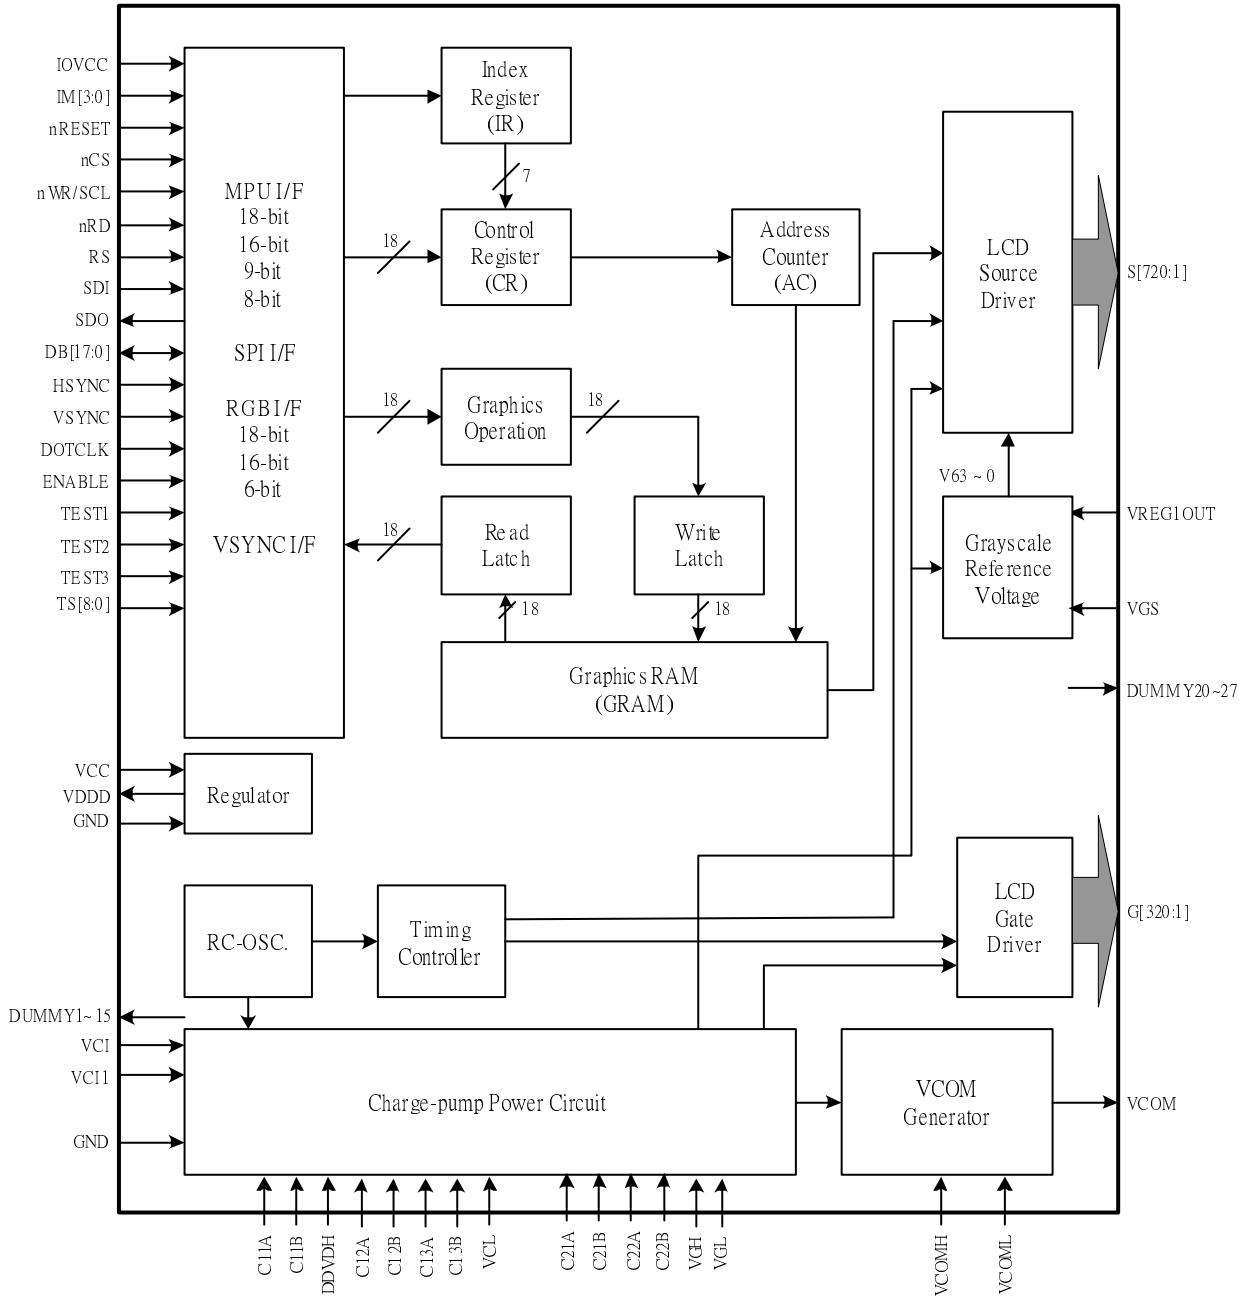 IOVCC
IM[3:0]
nRESET
nCS
nWR/SCL
nRD
RS
SDI
SDO
DB[17:0]
HSYNC
VSYNC
DOTCLK
ENABLE
TEST1
TEST2
TEST3
TS[8:0]
MPU I/F
18-bit
16-bit
9-bit
8-bit
SPI I/F
RGB I/F
18-bit
16-bit
6-bit
VSYNC I/F
Index
Register
(IR)
7
18
Control
Register
(CR)
Address
Counter
(AC)
18
Graphics
Operation
18
18
Read
Latch
Write
Latch
18
18
Graphics RAM
(GRAM)
LCD
Source
Driver
S[720:1]
V63 ~ 0
Grayscale
Reference
Voltage
VREG1OUT
VGS
DUMMY20~27
VCC
VDDD
GND
Regulator
RC-OSC.
Timing
Controller
LCD
Gate
Driver
G[320:1]
DUMMY1~ 15
VCI
VCI1
GND
Charge-pump Power Circuit
VCOM
Generator
VCOM
C11A
C11B
DDVDH
C12A
C12B
C13A
C13B
VCL
C21A
C21B
C22A
C22B
VGH
VGL
VCOMH
VCOML